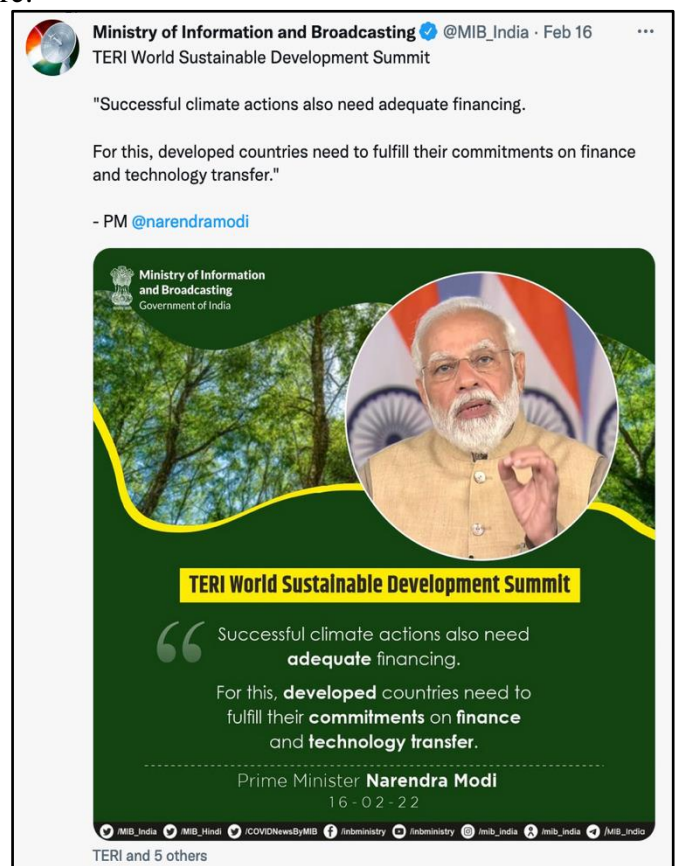 Ministry of Information and Broadcasting @MIB_India · Feb 16 ...
TERI World Sustainable Development Summit
"Successful climate actions also need adequate financing.
For this, developed countries need to fulfill their commitments on finance
and technology transfer."
- PM @narendramodi
Ministry of Information
and Broadcasting
Government of India
TERI World Sustainable Development Summit
Successful climate actions also need
adequate financing.
For this, developed countries need to
fulfill their commitments on finance
and technology transfer.
Prime Minister Narendra Modi
16-02-22
/MIB_India /MIB_Hindi /COVIDNewsByMIB /inbministry /inbministry /mib_india /mib_india /MIB_India
TERI and 5 others